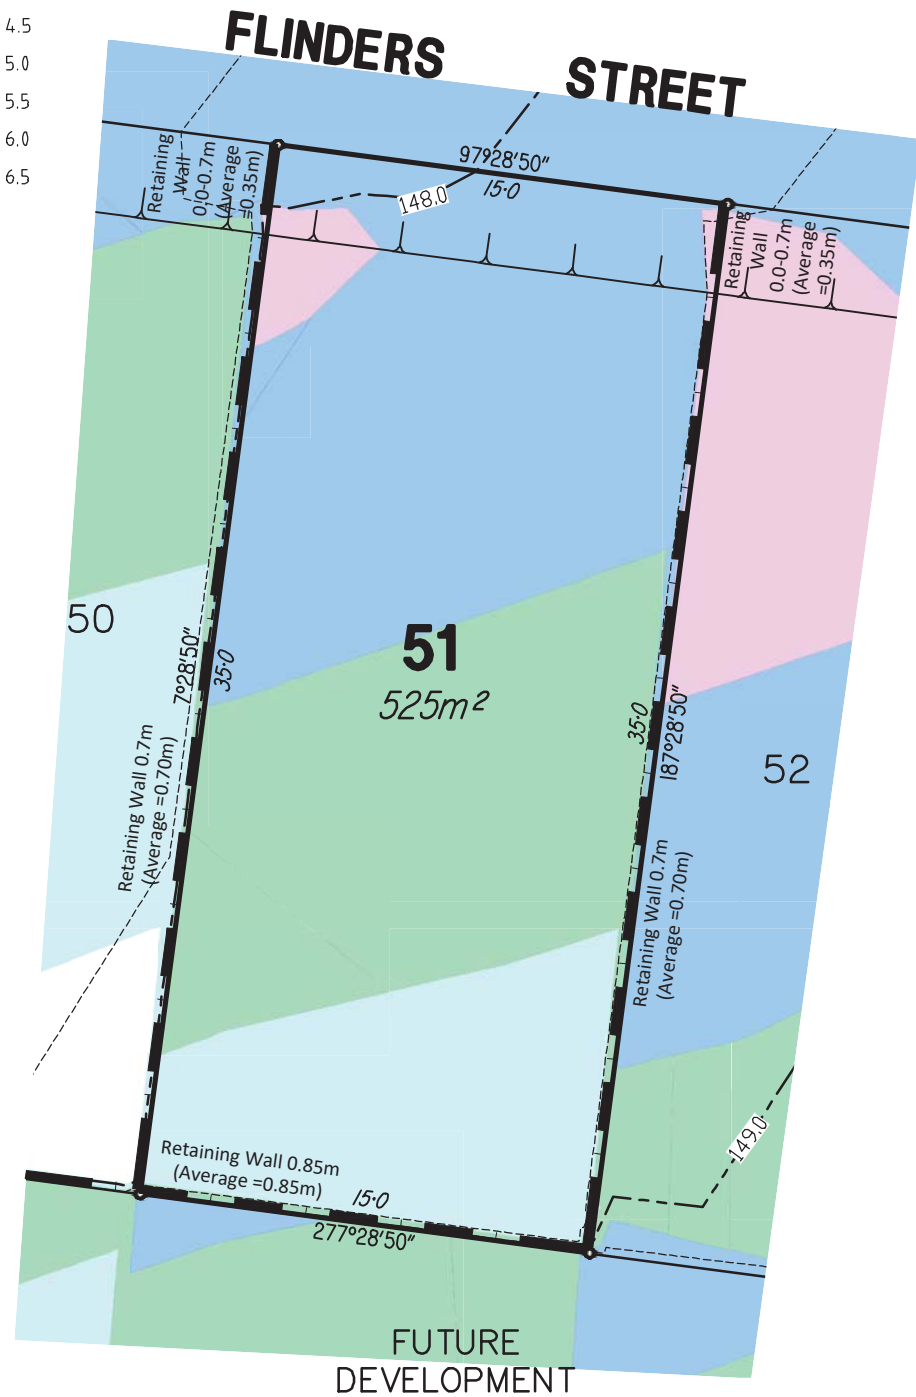 4.5
5.0
5.5
6.0
6.5
FLINDERS STREET
97°28'50"
15·0
148.0
Retaining
Wall
0.0-0.7m
(Average
=0.35m)
Retaining
Wall
0.0-0.7m
(Average
=0.35m)
50
7°28'50"
35·0
51
525m²
35·0
187°28'50"
52
Retaining Wall 0.7m
(Average =0.70m)
Retaining Wall 0.7m
(Average =0.70m)
149.0
Retaining Wall 0.85m
(Average =0.85m)
15·0
277°28'50"
FUTURE
DEVELOPMENT